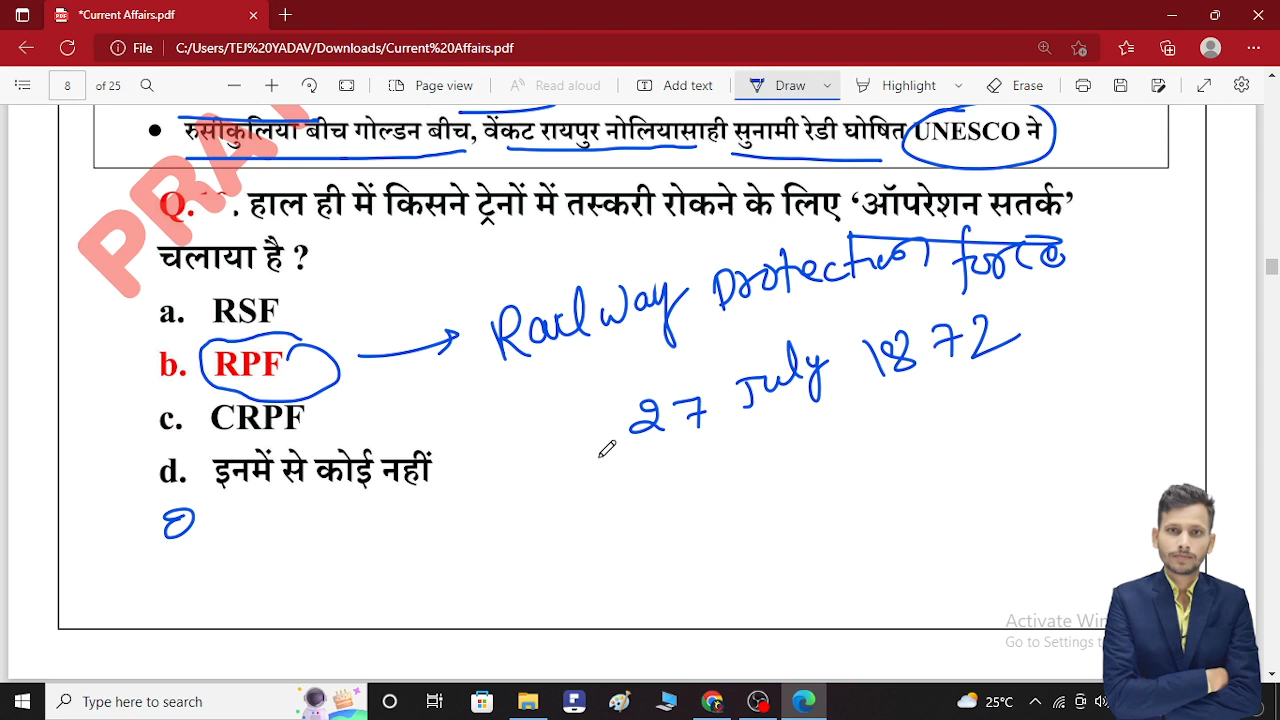 *Current Affairs.pdf
File
C:/Users/TEJ%20YADAV/Downloads/Current%20Affairs.pdf
8 of 25
Page view
Read aloud
Add text
Draw
Highlight
Erase
• रुसीकुलिया बीच गोल्डन बीच, वेंकट रायपुर नोलियासाही सुनामी रेडी घोषित UNESCO ने
PRA
Q. हाल ही में किसने ट्रेनों में तस्करी रोकने के लिए ‘ऑपरेशन सतर्क’
चलाया है ?
Railway Protection force
a. RSF
b. RPF
27 July 1872
c. CRPF
d. इनमें से कोई नहीं
Activate Win
Go to Settings t
Type here to search
25°C